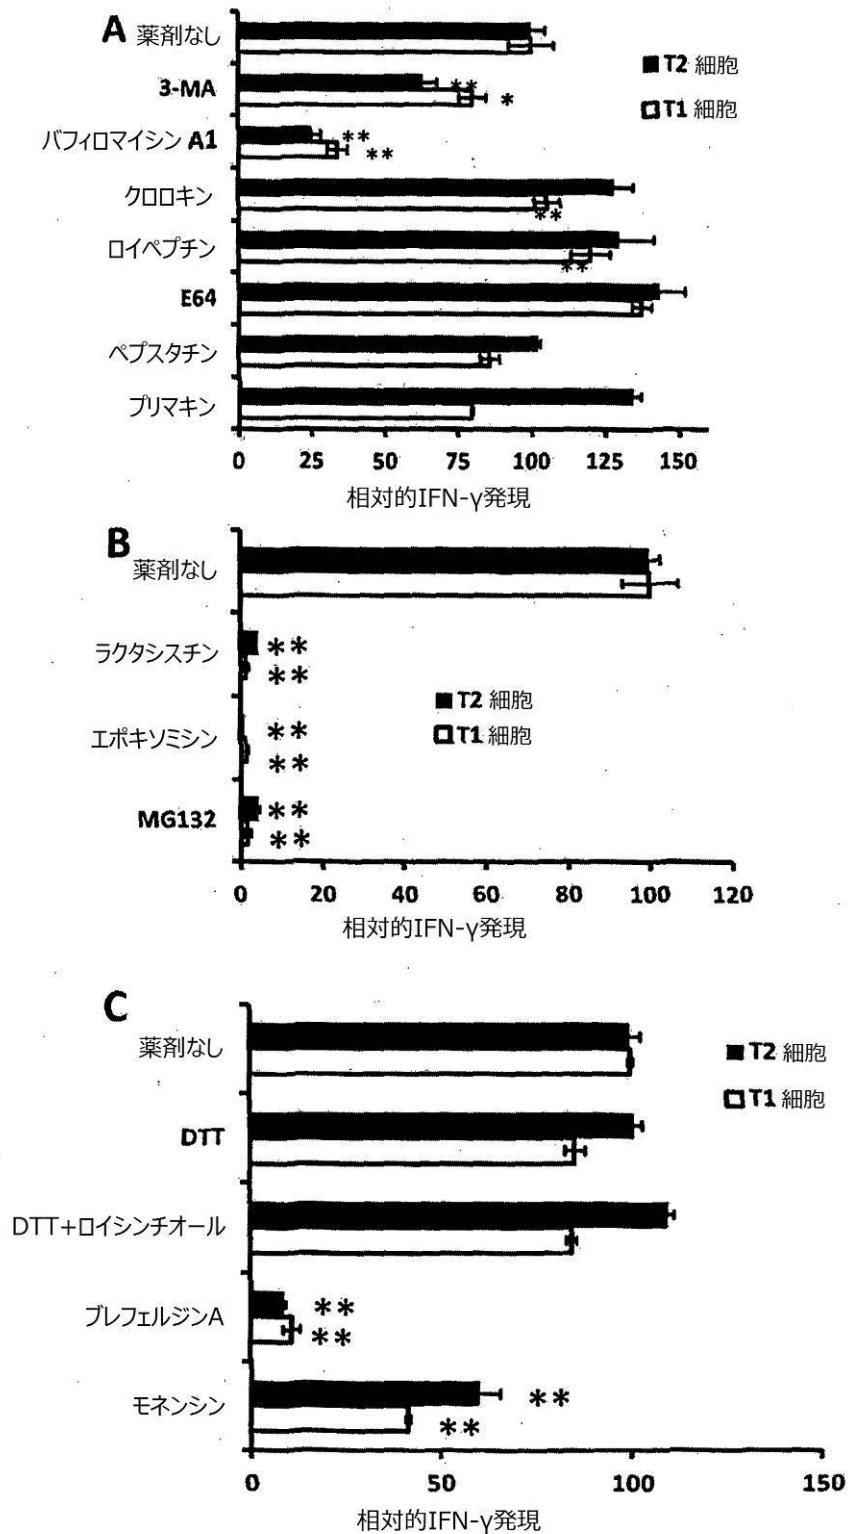 A
薬剤なし
T2 細胞
3-MA
**
*
T1 細胞
バフィロマイシン A1
**
**
クロロキン
**
ロイペプチン
**
E64
ペプスタチン
プリマキン
0 25 50 75 100 125 150
相対的IFN-γ発現
B
薬剤なし
ラクタシスチン
**
**
T2 細胞
エポキソミシン
**
T1 細胞
**
MG132
**
**
0 20 40 60 80 100 120
相対的IFN-γ発現
C
薬剤なし
T2 細胞
T1 細胞
DTT
DTT+ロイシンチオール
ブレフェルジンA
**
**
モネンシン
**
**
0 50 100 150
相対的IFN-γ発現